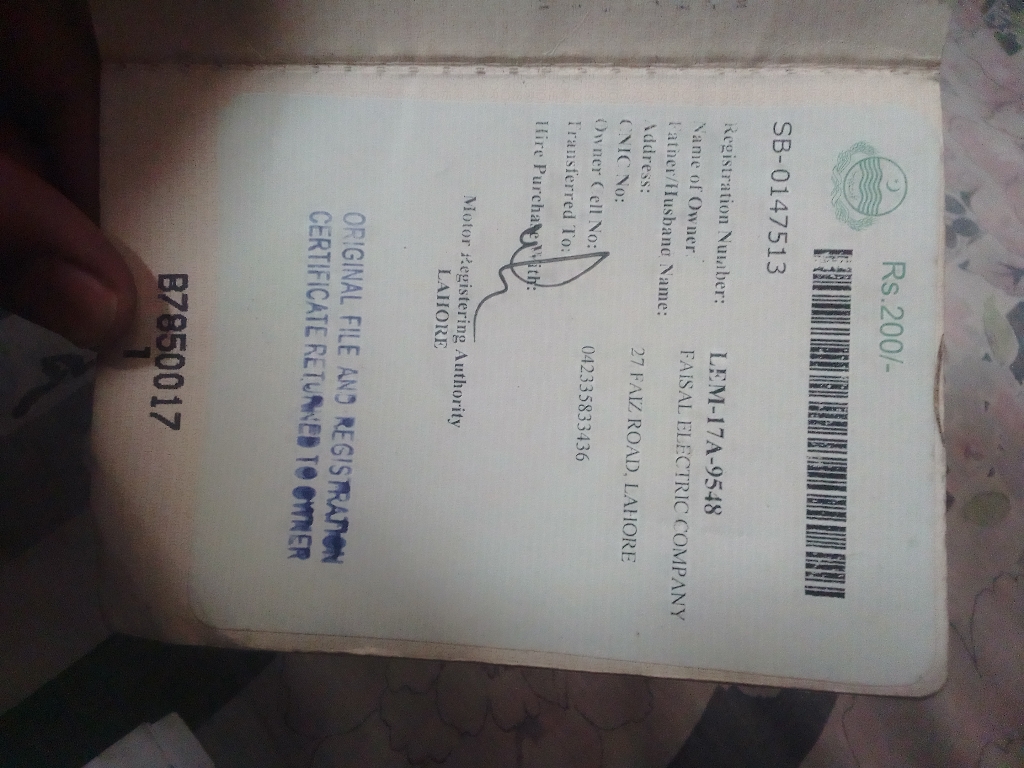 Rs.200/-
SB-0147513
Registration Number: LEM-17A-9548
Name of Owner: FAISAL ELECTRIC COMPANY
Father/Husband Name:
Address: 27 FAIZ ROAD, LAHORE
CNIC No:
Owner Cell No: 042335833436
Transferred To:
Hire Purchase With:
Motor Registering Authority
LAHORE
ORIGINAL FILE AND REGISTRATION
CERTIFICATE RETURNED TO OWNER
B7850017
1